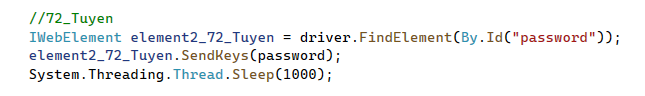 //72_Tuyen
IWebElement element2_72_Tuyen = driver.FindElement(By.Id("password"));
element2_72_Tuyen.SendKeys(password);
System.Threading.Thread.Sleep(1000);